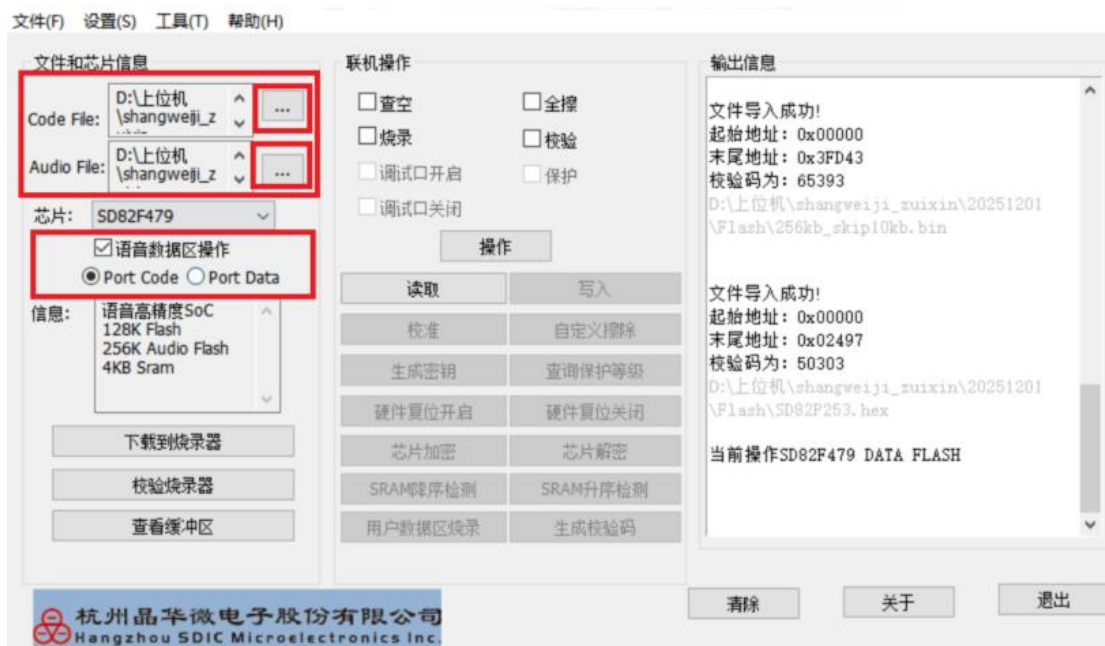 文件(F) 设置(S) 工具(T) 帮助(H)
文件和芯片信息
Code File:
D:\上位机
\shangweiji_z
...
Audio File:
D:\上位机
\shangweiji_z
...
芯片:
SD82F479
语音数据区操作
Port Code Port Data
信息:
语音高精度SoC
128K Flash
256K Audio Flash
4KB Sram
下载到烧录器
校验烧录器
查看缓冲区
联机操作
查空 全擦
烧录 校验
调试口开启 保护
调试口关闭
操作
读取 写入
校准 自定义擦除
生成密钥 查询保护等级
硬件复位开启 硬件复位关闭
芯片加密 芯片解密
SRAM降序检测 SRAM升序检测
用户数据区烧录 生成校验码
输出信息
文件导入成功!
起始地址: 0x00000
末尾地址: 0x3FD43
校验码为: 65393
D:\上位机\shangweiji_zuixin\20251201
\Flash\256kb_skip10kb.bin
文件导入成功!
起始地址: 0x00000
末尾地址: 0x02497
校验码为: 50303
D:\上位机\shangweiji_zuixin\20251201
\Flash\SD82P253.hex
当前操作SD82F479 DATA FLASH
清除 关于 退出
杭州晶华微电子股份有限公司
Hangzhou SDIC Microelectronics Inc.